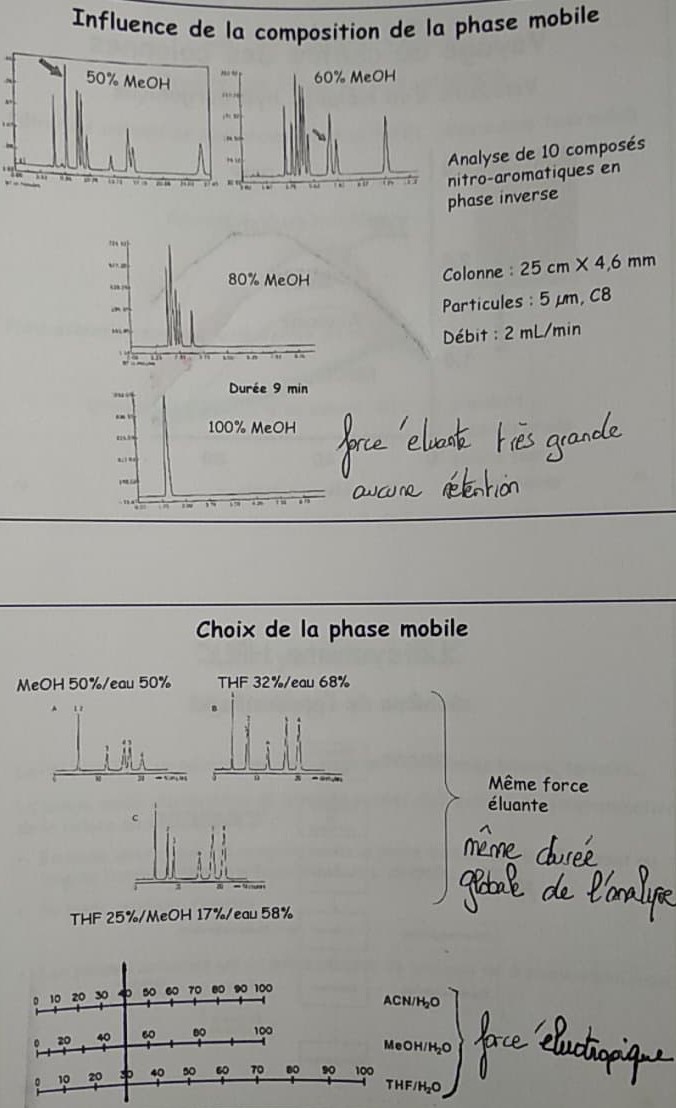 Influence de la composition de la phase mobile
50% MeOH
60% MeOH
Analyse de 10 composés
nitro-aromatiques en
phase inverse
80% MeOH
Colonne : 25 cm X 4,6 mm
Particules : 5 µm, C8
Débit : 2 mL/min
Durée 9 min
100% MeOH
force éluante très grande
aucune rétention
Choix de la phase mobile
MeOH 50%/eau 50%
THF 32%/eau 68%
A
B
C
Même force
éluante
même durée
globale de l'analyse
THF 25%/MeOH 17%/eau 58%
0 10 20 30 40 50 60 70 80 90 100
ACN/H₂O
0 20 40 60 80 100
MeOH/H₂O
force éluotropique
0 10 20 30 40 50 60 70 80 90 100
THF/H₂O